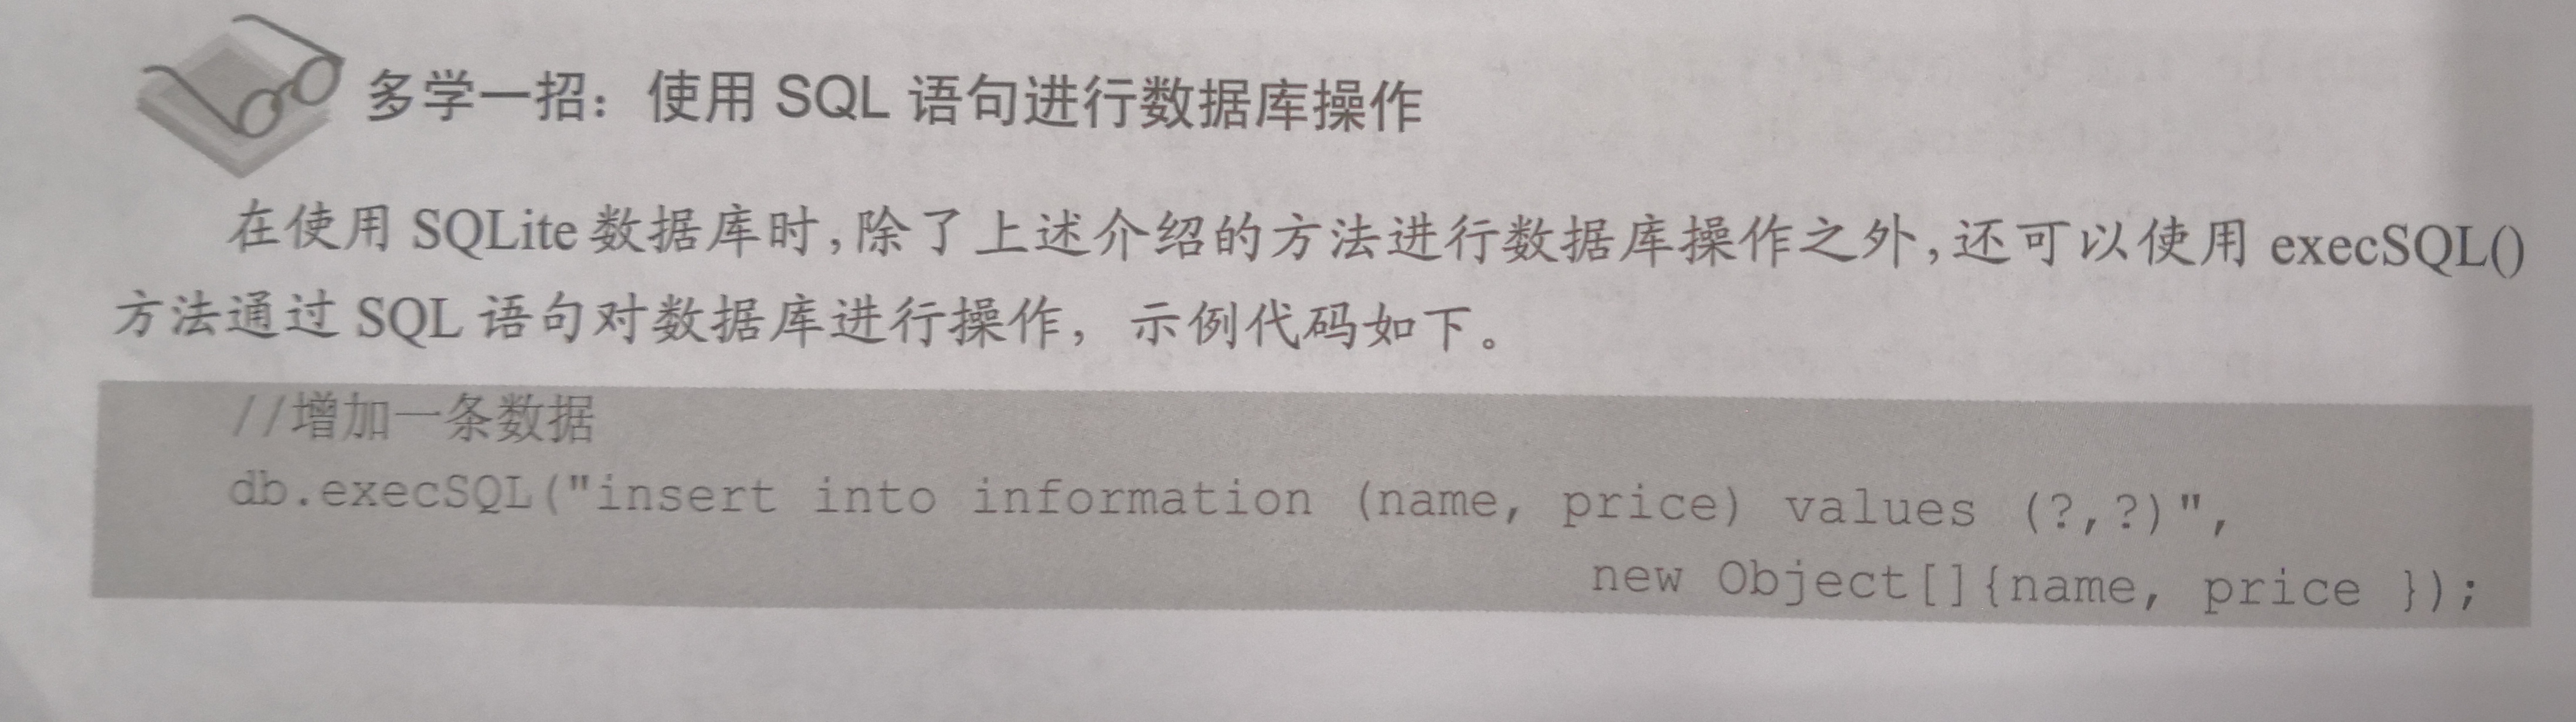 多学一招：使用 SQL 语句进行数据库操作
在使用 SQLite 数据库时,除了上述介绍的方法进行数据库操作之外,还可以使用 execSQL()
方法通过 SQL 语句对数据库进行操作，示例代码如下。
//增加一条数据
db.execSQL("insert into information (name, price) values (?,?)",
new Object[]{name, price });